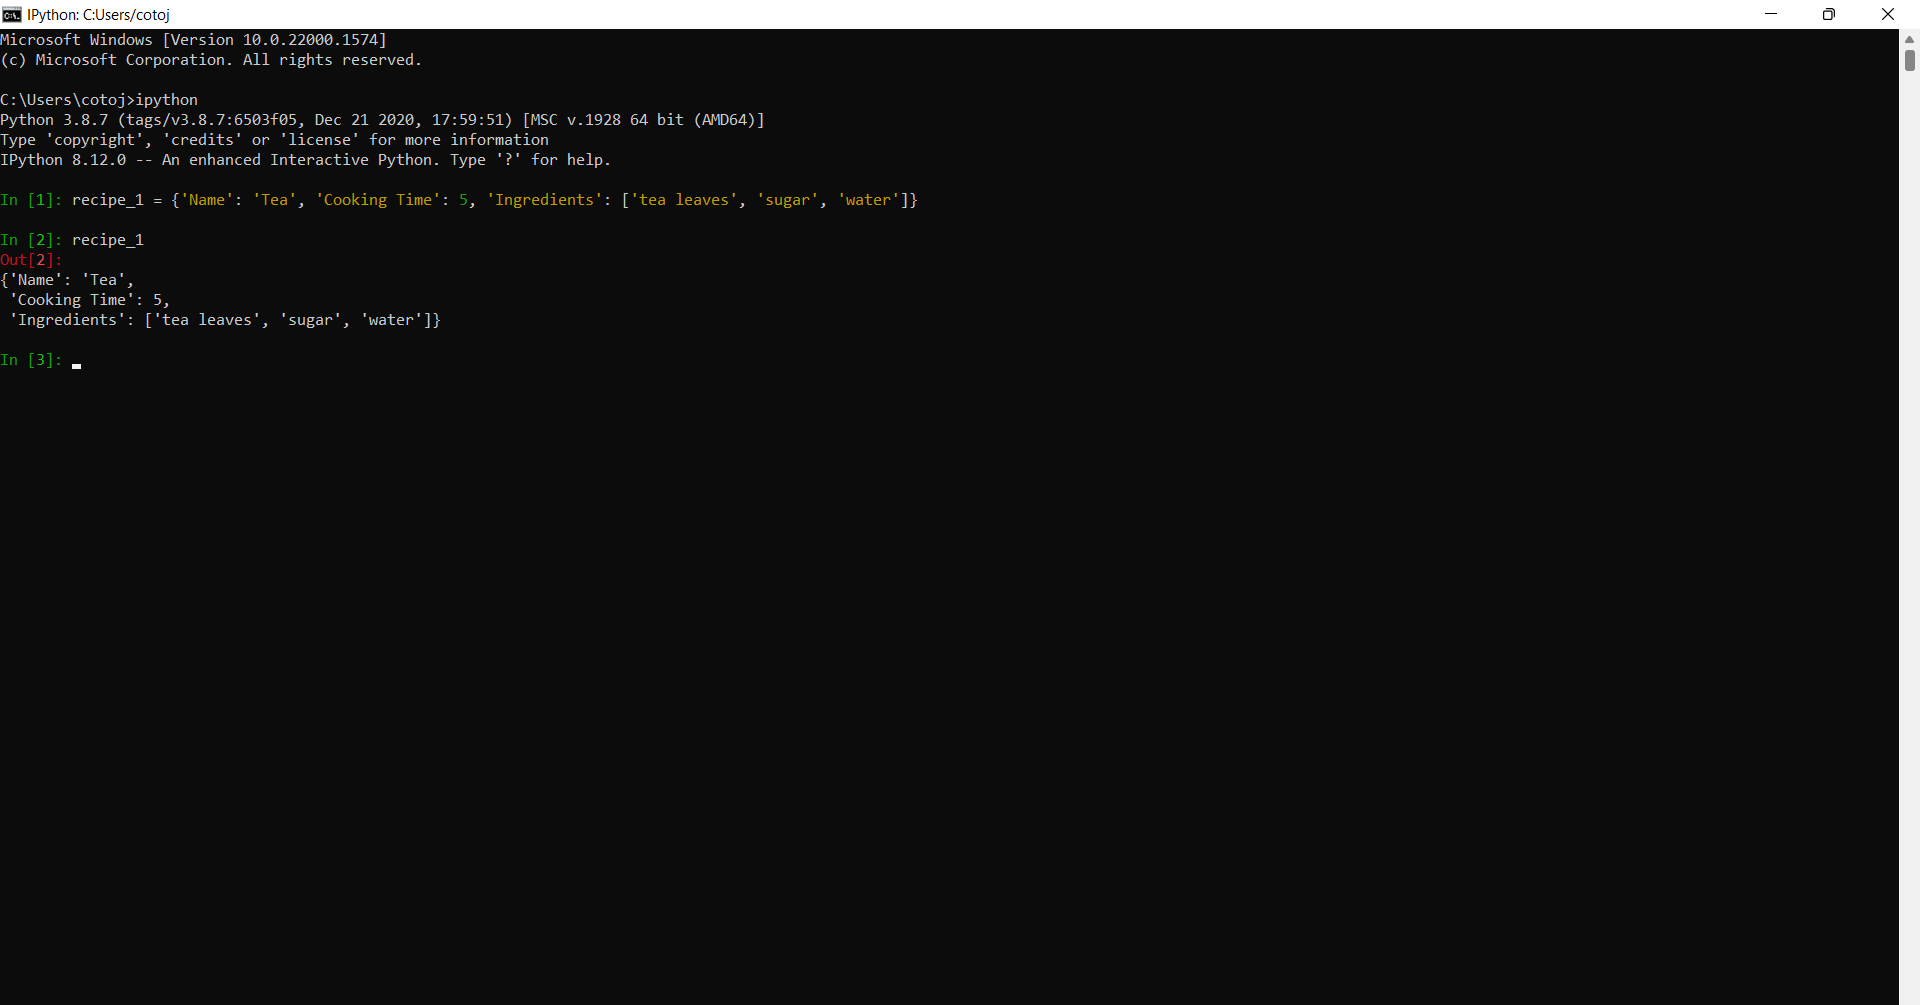 IPython: C:Users/cotoj
Microsoft Windows [Version 10.0.22000.1574]
(c) Microsoft Corporation. All rights reserved.
C:\Users\cotoj>ipython
Python 3.8.7 (tags/v3.8.7:6503f05, Dec 21 2020, 17:59:51) [MSC v.1928 64 bit (AMD64)]
Type 'copyright', 'credits' or 'license' for more information
IPython 8.12.0 -- An enhanced Interactive Python. Type '?' for help.
In [1]: recipe_1 = {'Name': 'Tea', 'Cooking Time': 5, 'Ingredients': ['tea leaves', 'sugar', 'water']}
In [2]: recipe_1
Out[2]:
{'Name': 'Tea',
 'Cooking Time': 5,
 'Ingredients': ['tea leaves', 'sugar', 'water']}
In [3]: